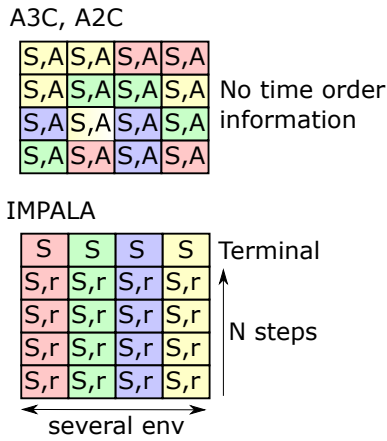 A3C, A2C
S,A S,A S,A S,A
S,A S,A S,A S,A
S,A S,A S,A S,A
S,A S,A S,A S,A
No time order
information
IMPALA
S S S S
Terminal
S,r S,r S,r S,r
S,r S,r S,r S,r
S,r S,r S,r S,r
S,r S,r S,r S,r
N steps
several env